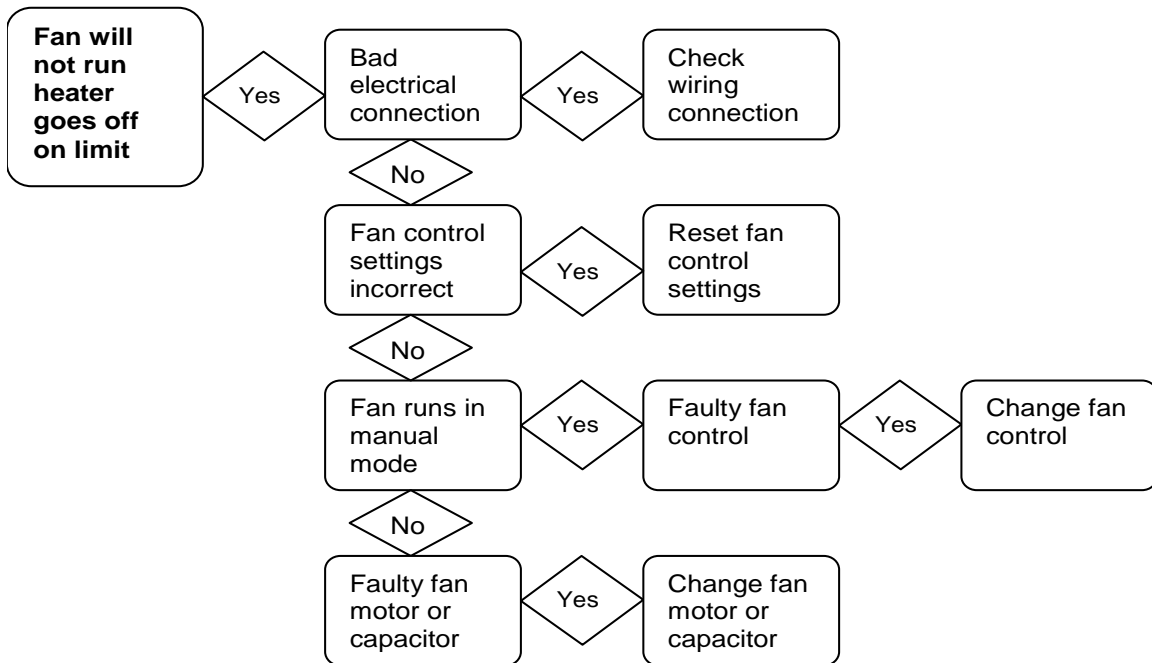 Fan will
not run
heater
goes off
on limit
Yes
Bad
electrical
connection
Yes
Check
wiring
connection
No
Fan control
settings
incorrect
Yes
Reset fan
control
settings
No
Fan runs in
manual
mode
Yes
Faulty fan
control
Yes
Change fan
control
No
Faulty fan
motor or
capacitor
Yes
Change fan
motor or
capacitor